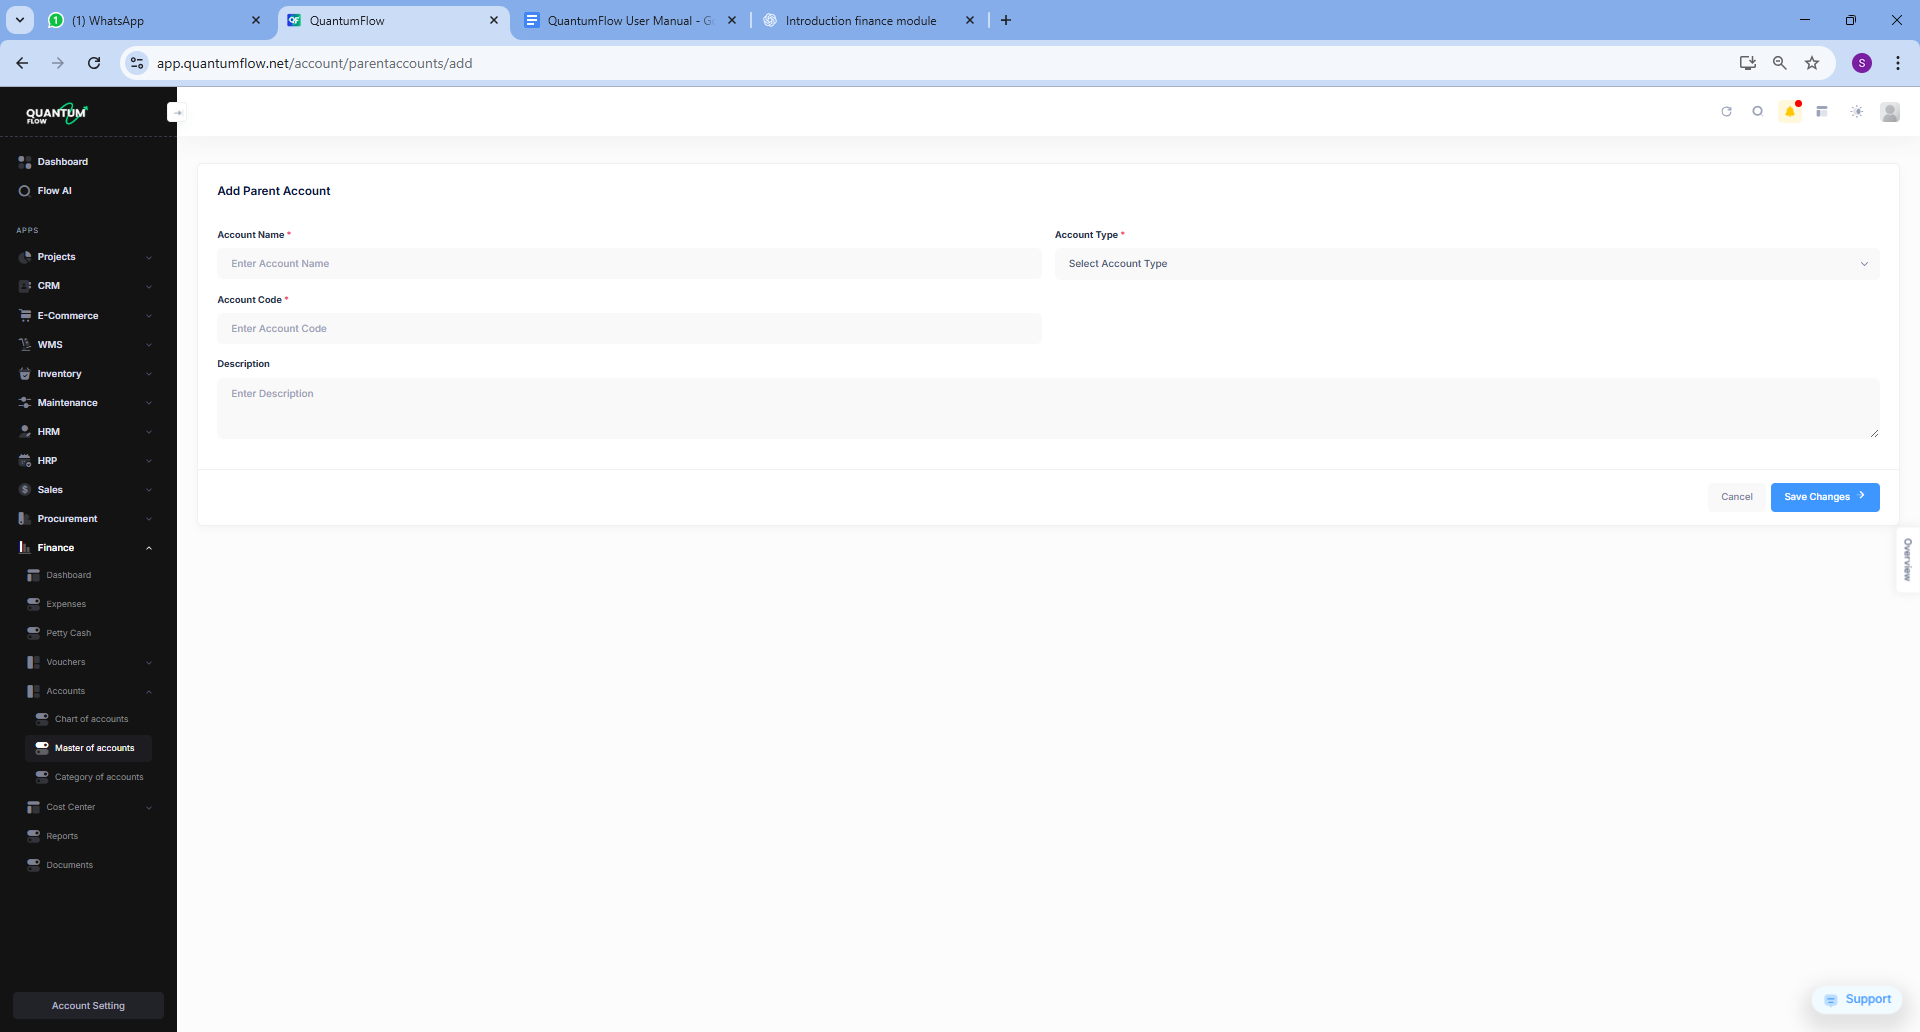 (1) WhatsApp
QuantumFlow
QuantumFlow User Manual - G
Introduction finance module
app.quantumflow.net/account/parentaccounts/add
S
QUANTUM
FLOW
Dashboard
Flow AI
APPS
Projects
CRM
E-Commerce
WMS
Inventory
Maintenance
HRM
HRP
Sales
Procurement
Finance
Dashboard
Expenses
Petty Cash
Vouchers
Accounts
Chart of accounts
Master of accounts
Category of accounts
Cost Center
Reports
Documents
Account Setting
Add Parent Account
Account Name *
Enter Account Name
Account Type *
Select Account Type
Account Code *
Enter Account Code
Description
Enter Description
Cancel
Save Changes
Overview
Support